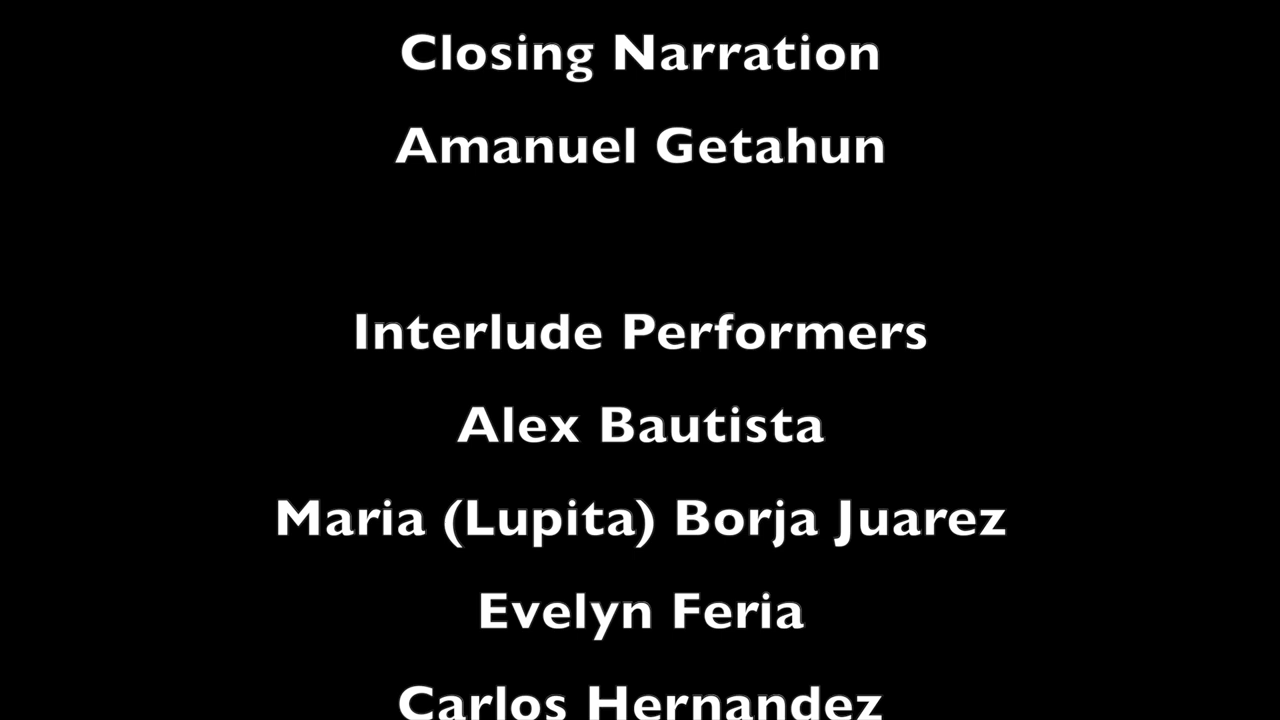 Closing Narration
Amanuel Getahun
Interlude Performers
Alex Bautista
Maria (Lupita) Borja Juarez
Evelyn Feria
Carlos Hernandez